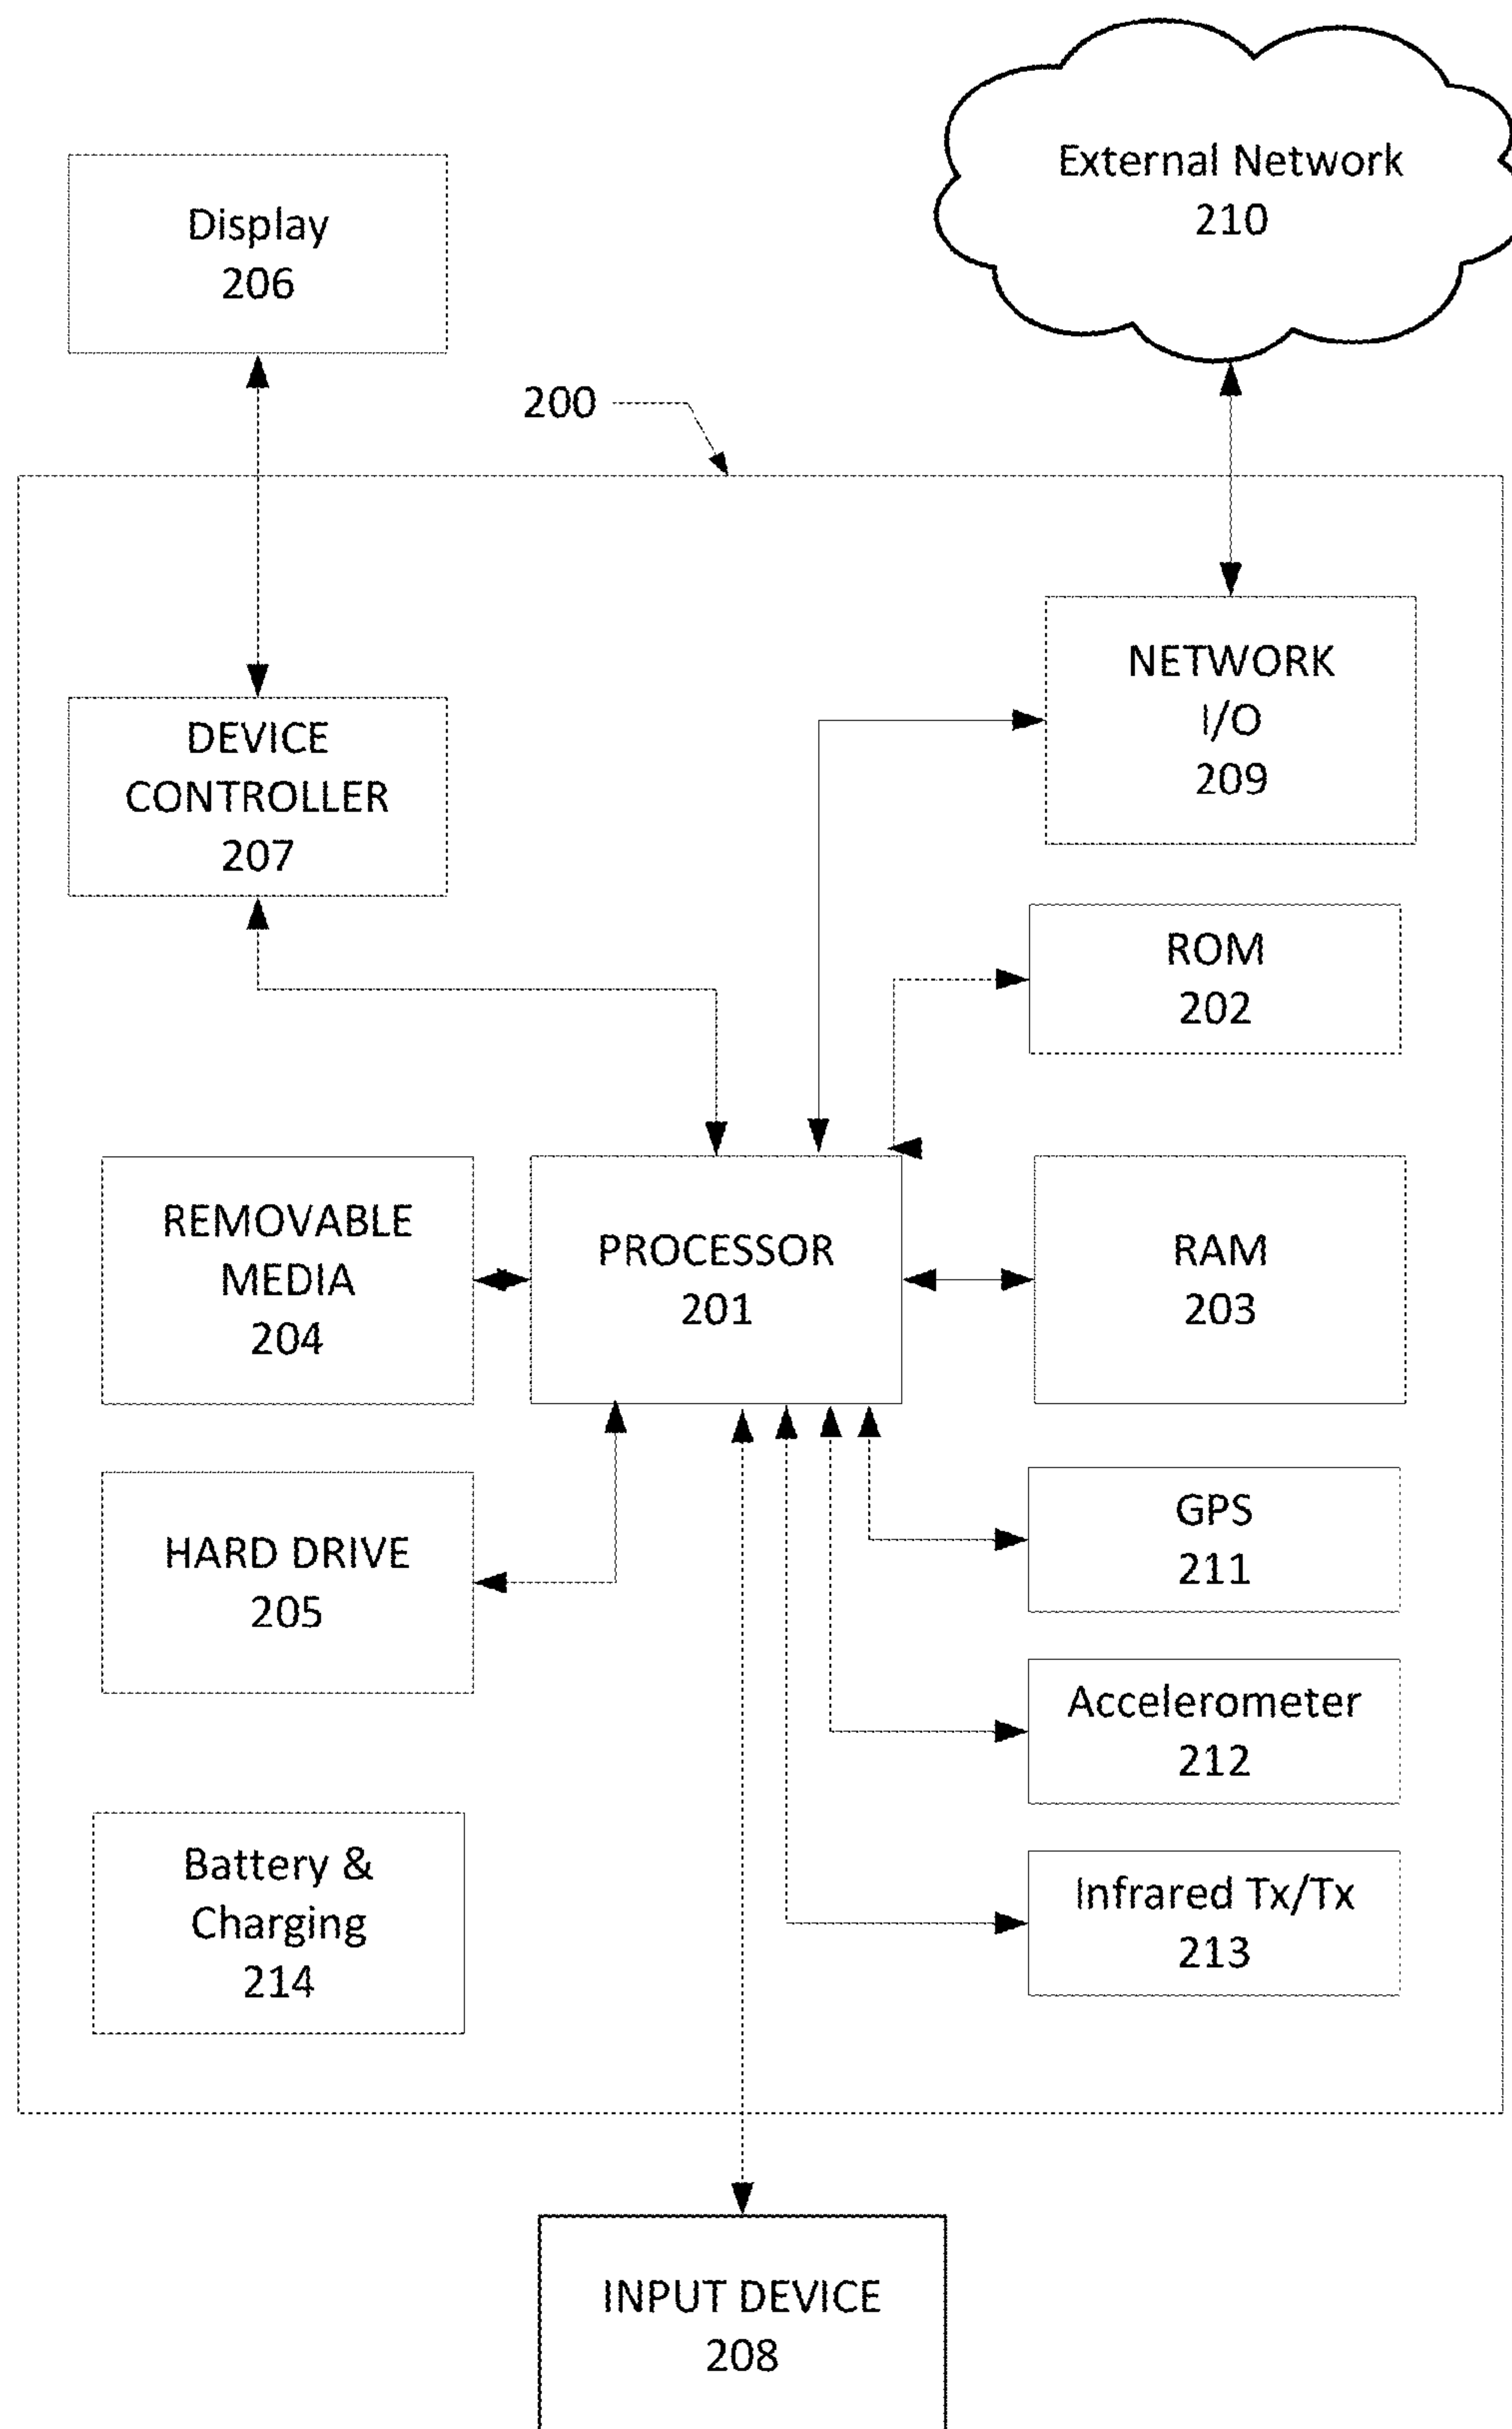 External Network
210
Display
206
200
NETWORK
I/O
209
DEVICE
CONTROLLER
207
ROM
202
REMOVABLE
MEDIA
204
PROCESSOR
201
RAM
203
HARD DRIVE
205
GPS
211
Accelerometer
212
Battery &
Charging
214
Infrared Tx/Tx
213
INPUT DEVICE
208